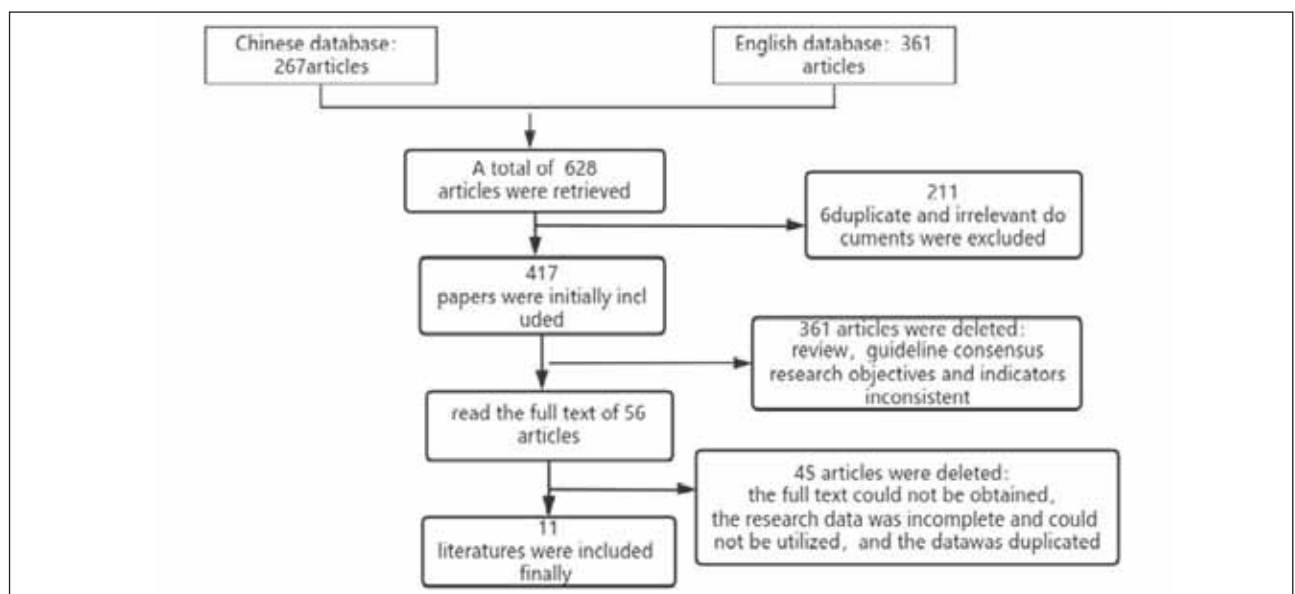 Chinese database:
267articles
English database: 361
articles
A total of 628
articles were retrieved
211
6duplicate and irrelevant do
cuments were excluded
417
papers were initially incl
uded
361 articles were deleted:
review, guideline consensus
research objectives and indicators
inconsistent
read the full text of 56
articles
45 articles were deleted:
the full text could not be obtained,
the research data was incomplete and could
not be utilized, and the datawas duplicated
11
literatures were included
finally